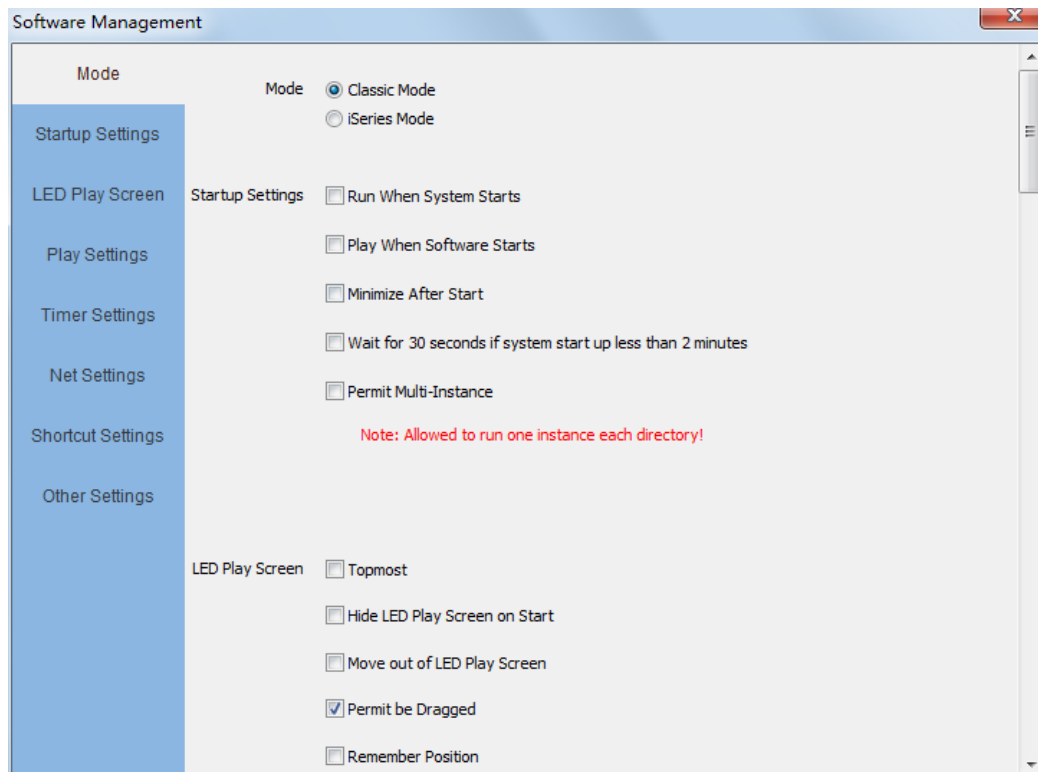 Software Management
Mode
Startup Settings
LED Play Screen
Play Settings
Timer Settings
Net Settings
Shortcut Settings
Other Settings
Mode
Classic Mode
iSeries Mode
Startup Settings
Run When System Starts
Play When Software Starts
Minimize After Start
Wait for 30 seconds if system start up less than 2 minutes
Permit Multi-Instance
Note: Allowed to run one instance each directory!
LED Play Screen
Topmost
Hide LED Play Screen on Start
Move out of LED Play Screen
Permit be Dragged
Remember Position